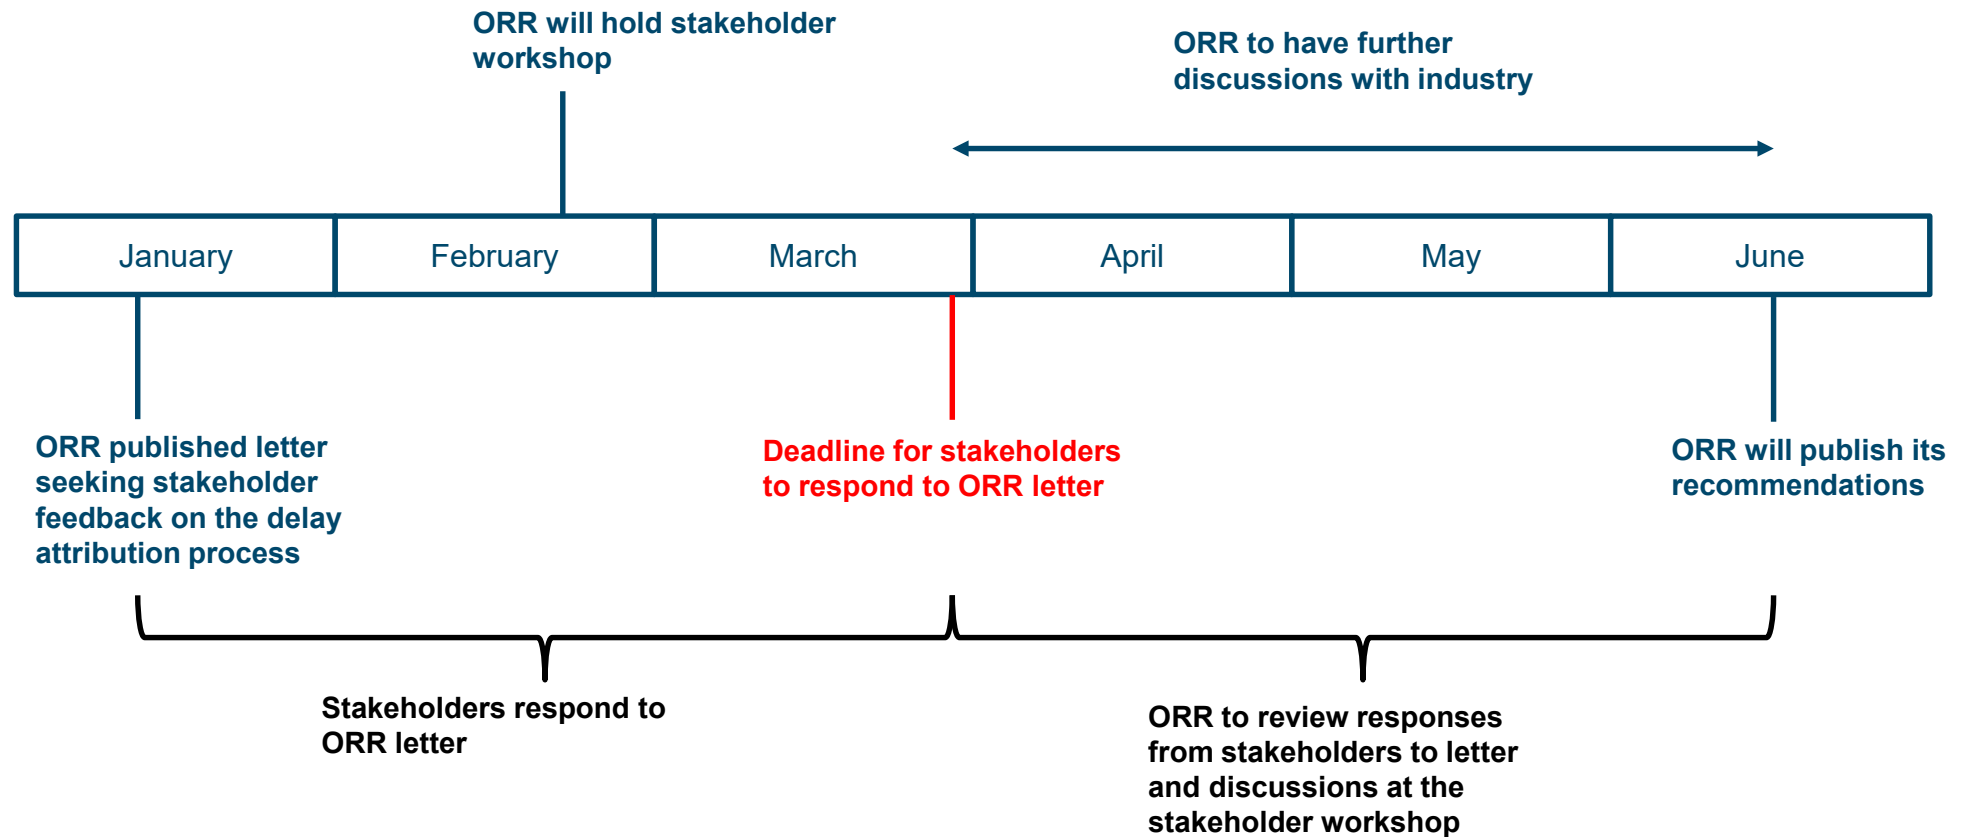 ORR will hold stakeholder
workshop
ORR to have further
discussions with industry
January
February
March
April
May
June
ORR published letter
seeking stakeholder
feedback on the delay
attribution process
Deadline for stakeholders
to respond to ORR letter
ORR will publish its
recommendations
Stakeholders respond to
ORR letter
ORR to review responses
from stakeholders to letter
and discussions at the
stakeholder workshop